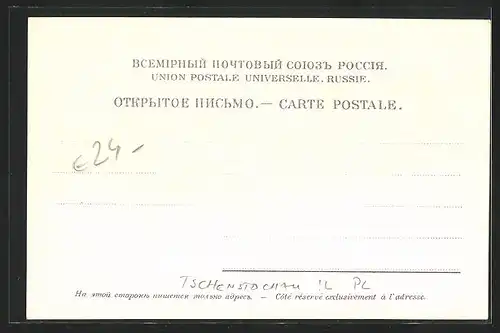 ВСЕМІРНЫЙ ПОЧТОВЫЙ СОЮЗЪ РОССІЯ.
UNION POSTALE UNIVERSELLE. RUSSIE.
ОТКРЫТОЕ ПИСЬМО.— CARTE POSTALE.
€24-
TSCHENSTOCHAU !L PL
На этой сторонѣ пишется только адресъ. — Côté réservé exclusivement à l'adresse.